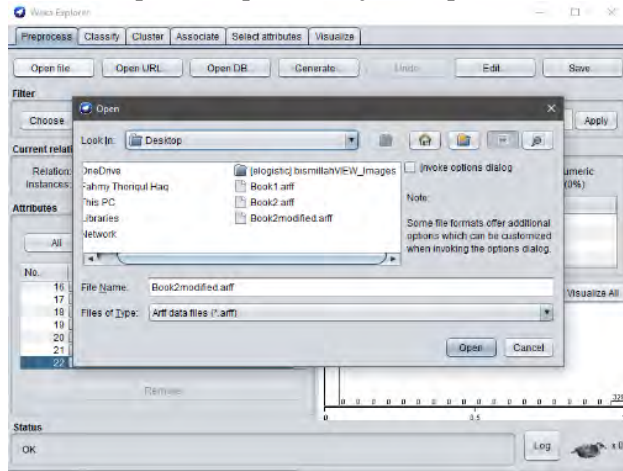 Weka Explorer
Preprocess Classify Cluster Associate Select attributes Visualize
Open file... Open URL... Open DB... Generate... Undo Edit... Save...
Filter
Choose Apply
Open
Look In: Desktop
Current relati
Relation:
Instances:
umeric
(0%)
OneDrive
Fahmy Thoriqul Haq
This PC
Libraries
Network
[elogistic] bismillahVIEW_Images
Book1.arff
Book2.arff
Book2modified.arff
Invoke options dialog
Note:
Some file formats offer additional
options which can be customized
when invoking the options dialog.
Attributes
All
No.
16
17
18
19
20
21
22
File Name: Book2modified.arff
Files of Type: Arff data files (*.arff)
Open Cancel
Visualize All
Remove
0 0.5
Status
OK
Log x 0